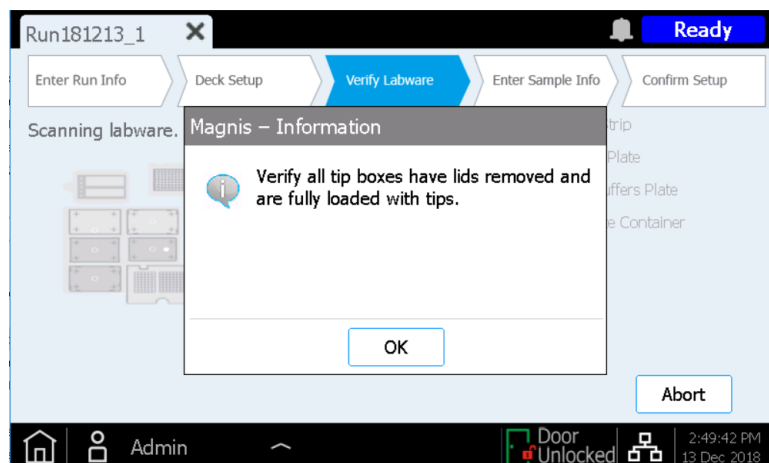 Run181213_1
Ready
Enter Run Info
Deck Setup
Verify Labware
Enter Sample Info
Confirm Setup
Scanning labware.
Magnis – Information
Verify all tip boxes have lids removed and
are fully loaded with tips.
Plate
Container
OK
Abort
Admin
Door
Unlocked
2:49:42 PM
13 Dec 2018